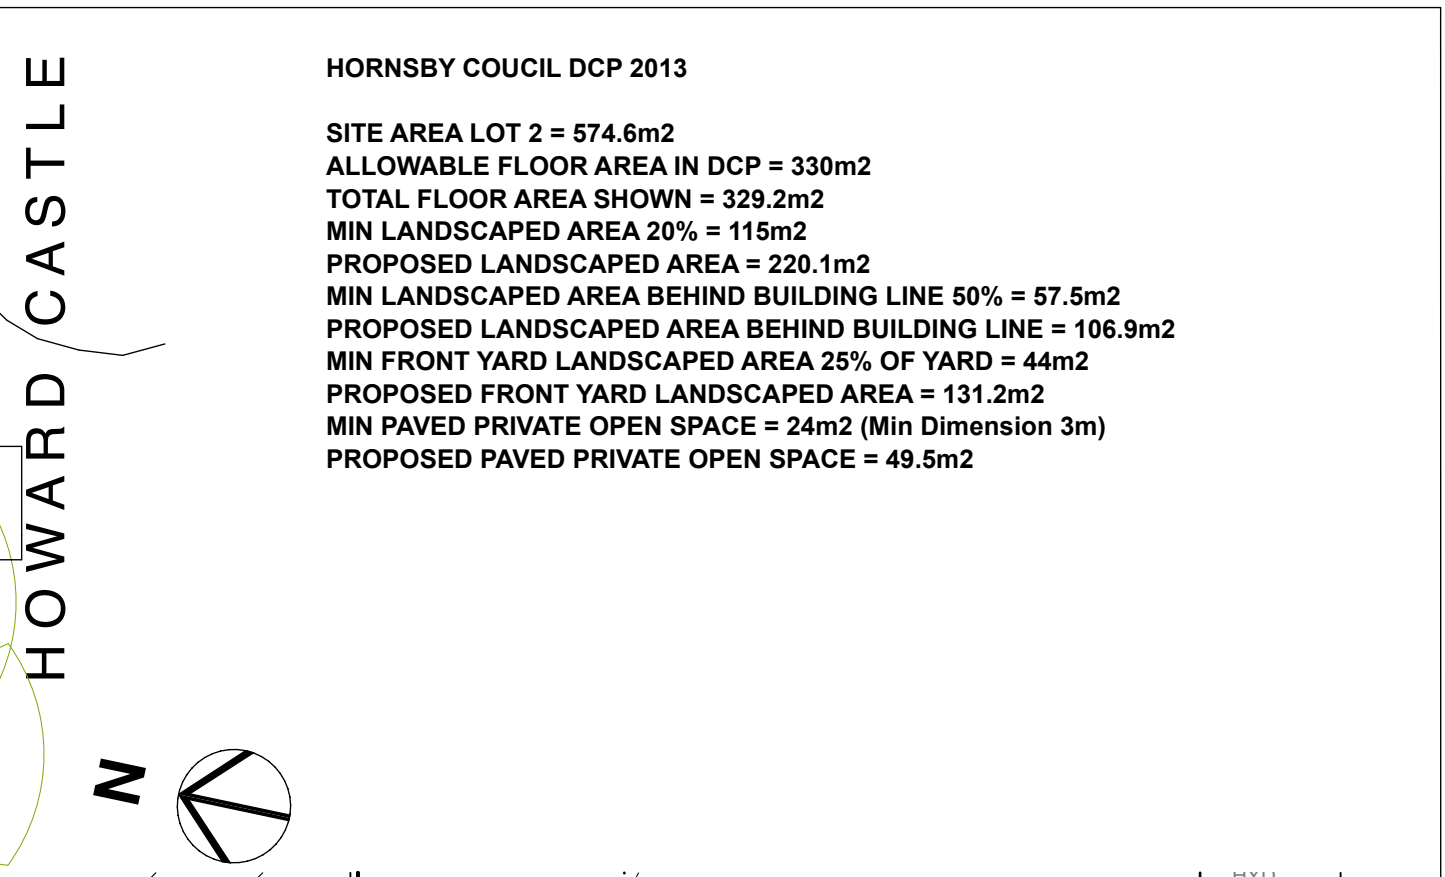 HORNSBY COUCIL DCP 2013
SITE AREA LOT 2 = 574.6m2
ALLOWABLE FLOOR AREA IN DCP = 330m2
TOTAL FLOOR AREA SHOWN = 329.2m2
MIN LANDSCAPED AREA 20% = 115m2
PROPOSED LANDSCAPED AREA = 220.1m2
MIN LANDSCAPED AREA BEHIND BUILDING LINE 50% = 57.5m2
PROPOSED LANDSCAPED AREA BEHIND BUILDING LINE = 106.9m2
MIN FRONT YARD LANDSCAPED AREA 25% OF YARD = 44m2
PROPOSED FRONT YARD LANDSCAPED AREA = 131.2m2
MIN PAVED PRIVATE OPEN SPACE = 24m2 (Min Dimension 3m)
PROPOSED PAVED PRIVATE OPEN SPACE = 49.5m2
HOWARD CASTLE
N